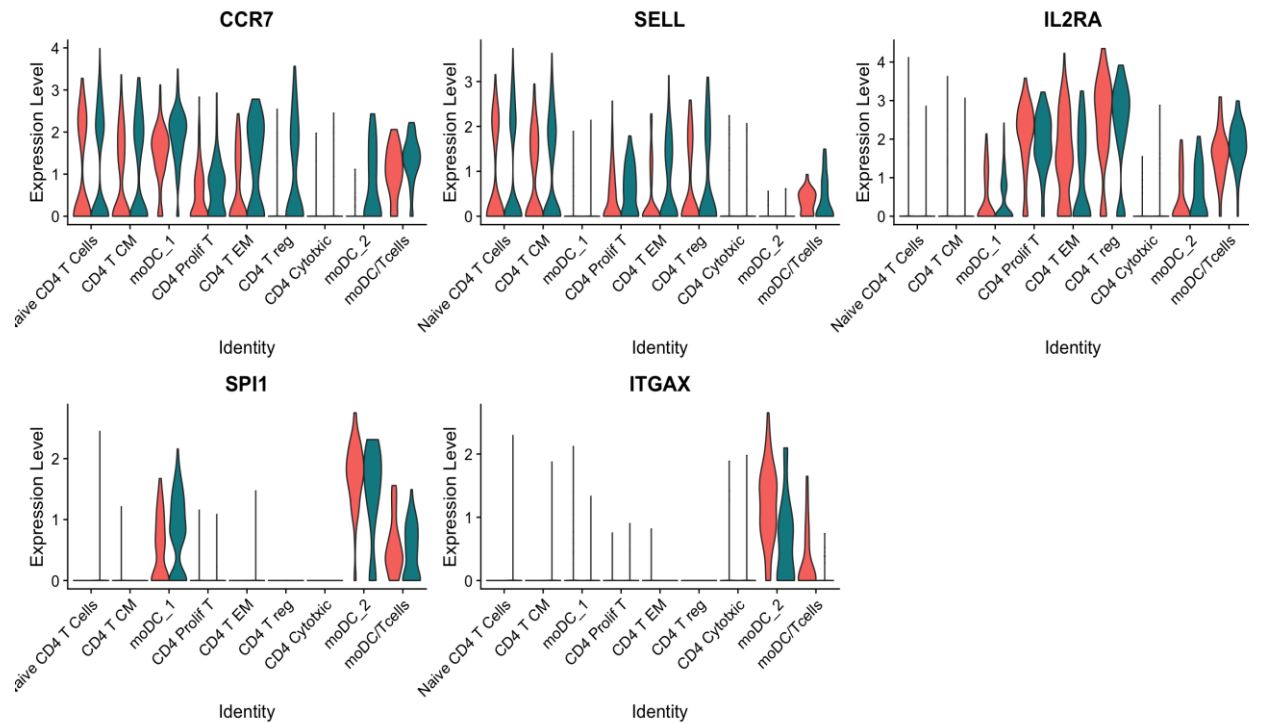 CCR7
SELL
IL2RA
Expression Level
4
3
2
1
0
aive CD4 T Cells
CD4 T CM
moDC_1
CD4 Prolif T
CD4 T EM
CD4 T reg
CD4 Cytotxic
moDC_2
moDC/Tcells
Identity
Expression Level
3
2
1
0
Naive CD4 T Cells
CD4 T CM
moDC_1
CD4 Prolif T
CD4 T EM
CD4 T reg
CD4 Cytotxic
moDC_2
moDC/Tcells
Identity
Expression Level
4
3
2
1
0
Naive CD4 T Cells
CD4 T CM
moDC_1
CD4 Prolif T
CD4 T EM
CD4 T reg
CD4 Cytotxic
moDC_2
moDC/Tcells
Identity
SPI1
ITGAX
Expression Level
2
1
0
aive CD4 T Cells
CD4 T CM
moDC_1
CD4 Prolif T
CD4 T EM
CD4 T reg
CD4 Cytotxic
moDC_2
moDC/Tcells
Identity
Expression Level
2
1
0
Naive CD4 T Cells
CD4 T CM
moDC_1
CD4 Prolif T
CD4 T EM
CD4 T reg
CD4 Cytotxic
moDC_2
moDC/Tcells
Identity